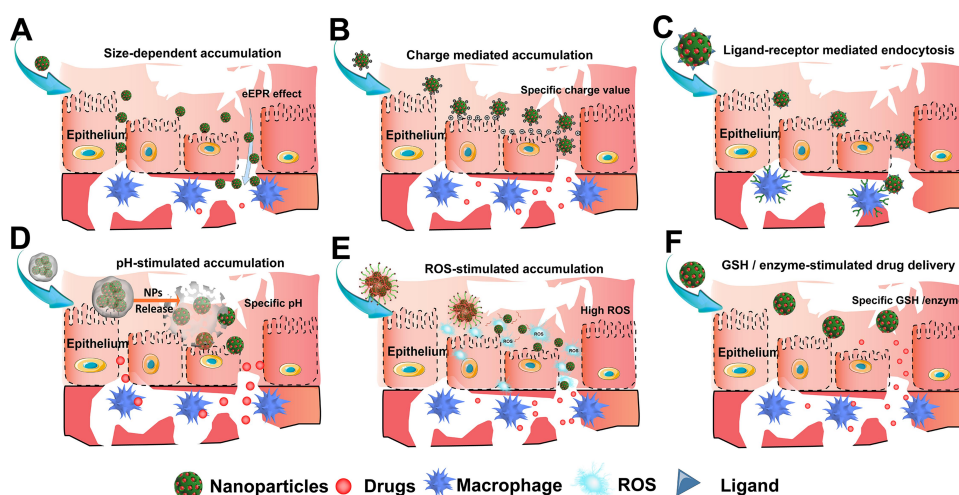 A
Size-dependent accumulation
eEPR effect
Epithelium
B
Charge mediated accumulation
Specific charge value
Epithelium
C
Ligand-receptor mediated endocytosis
Epithelium
D
pH-stimulated accumulation
NPs
Release
Specific pH
Epithelium
E
ROS-stimulated accumulation
High ROS
ROS
ROS
ROS
ROS
Epithelium
F
GSH / enzyme-stimulated drug delivery
Specific GSH /enzyme
Epithelium
Nanoparticles Drugs Macrophage ROS Ligand